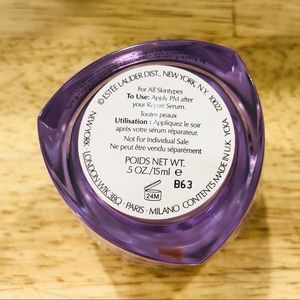 © ESTÉE LAUDER DIST., NEW YORK, N.Y. 10022
For All Skintypes
To Use: Apply PM after
your Repair Serum.
Toutes peaux
Utilisation : Appliquez le soir
après votre sérum réparateur.
Not For Individual Sale
Ne peut être vendu séparément
POIDS NET WT.
.5 OZ./15ml e
24M
B63
NEW YORK · LONDON SW1M
· PARIS · MILANO CONTENTS MADE IN U.K.